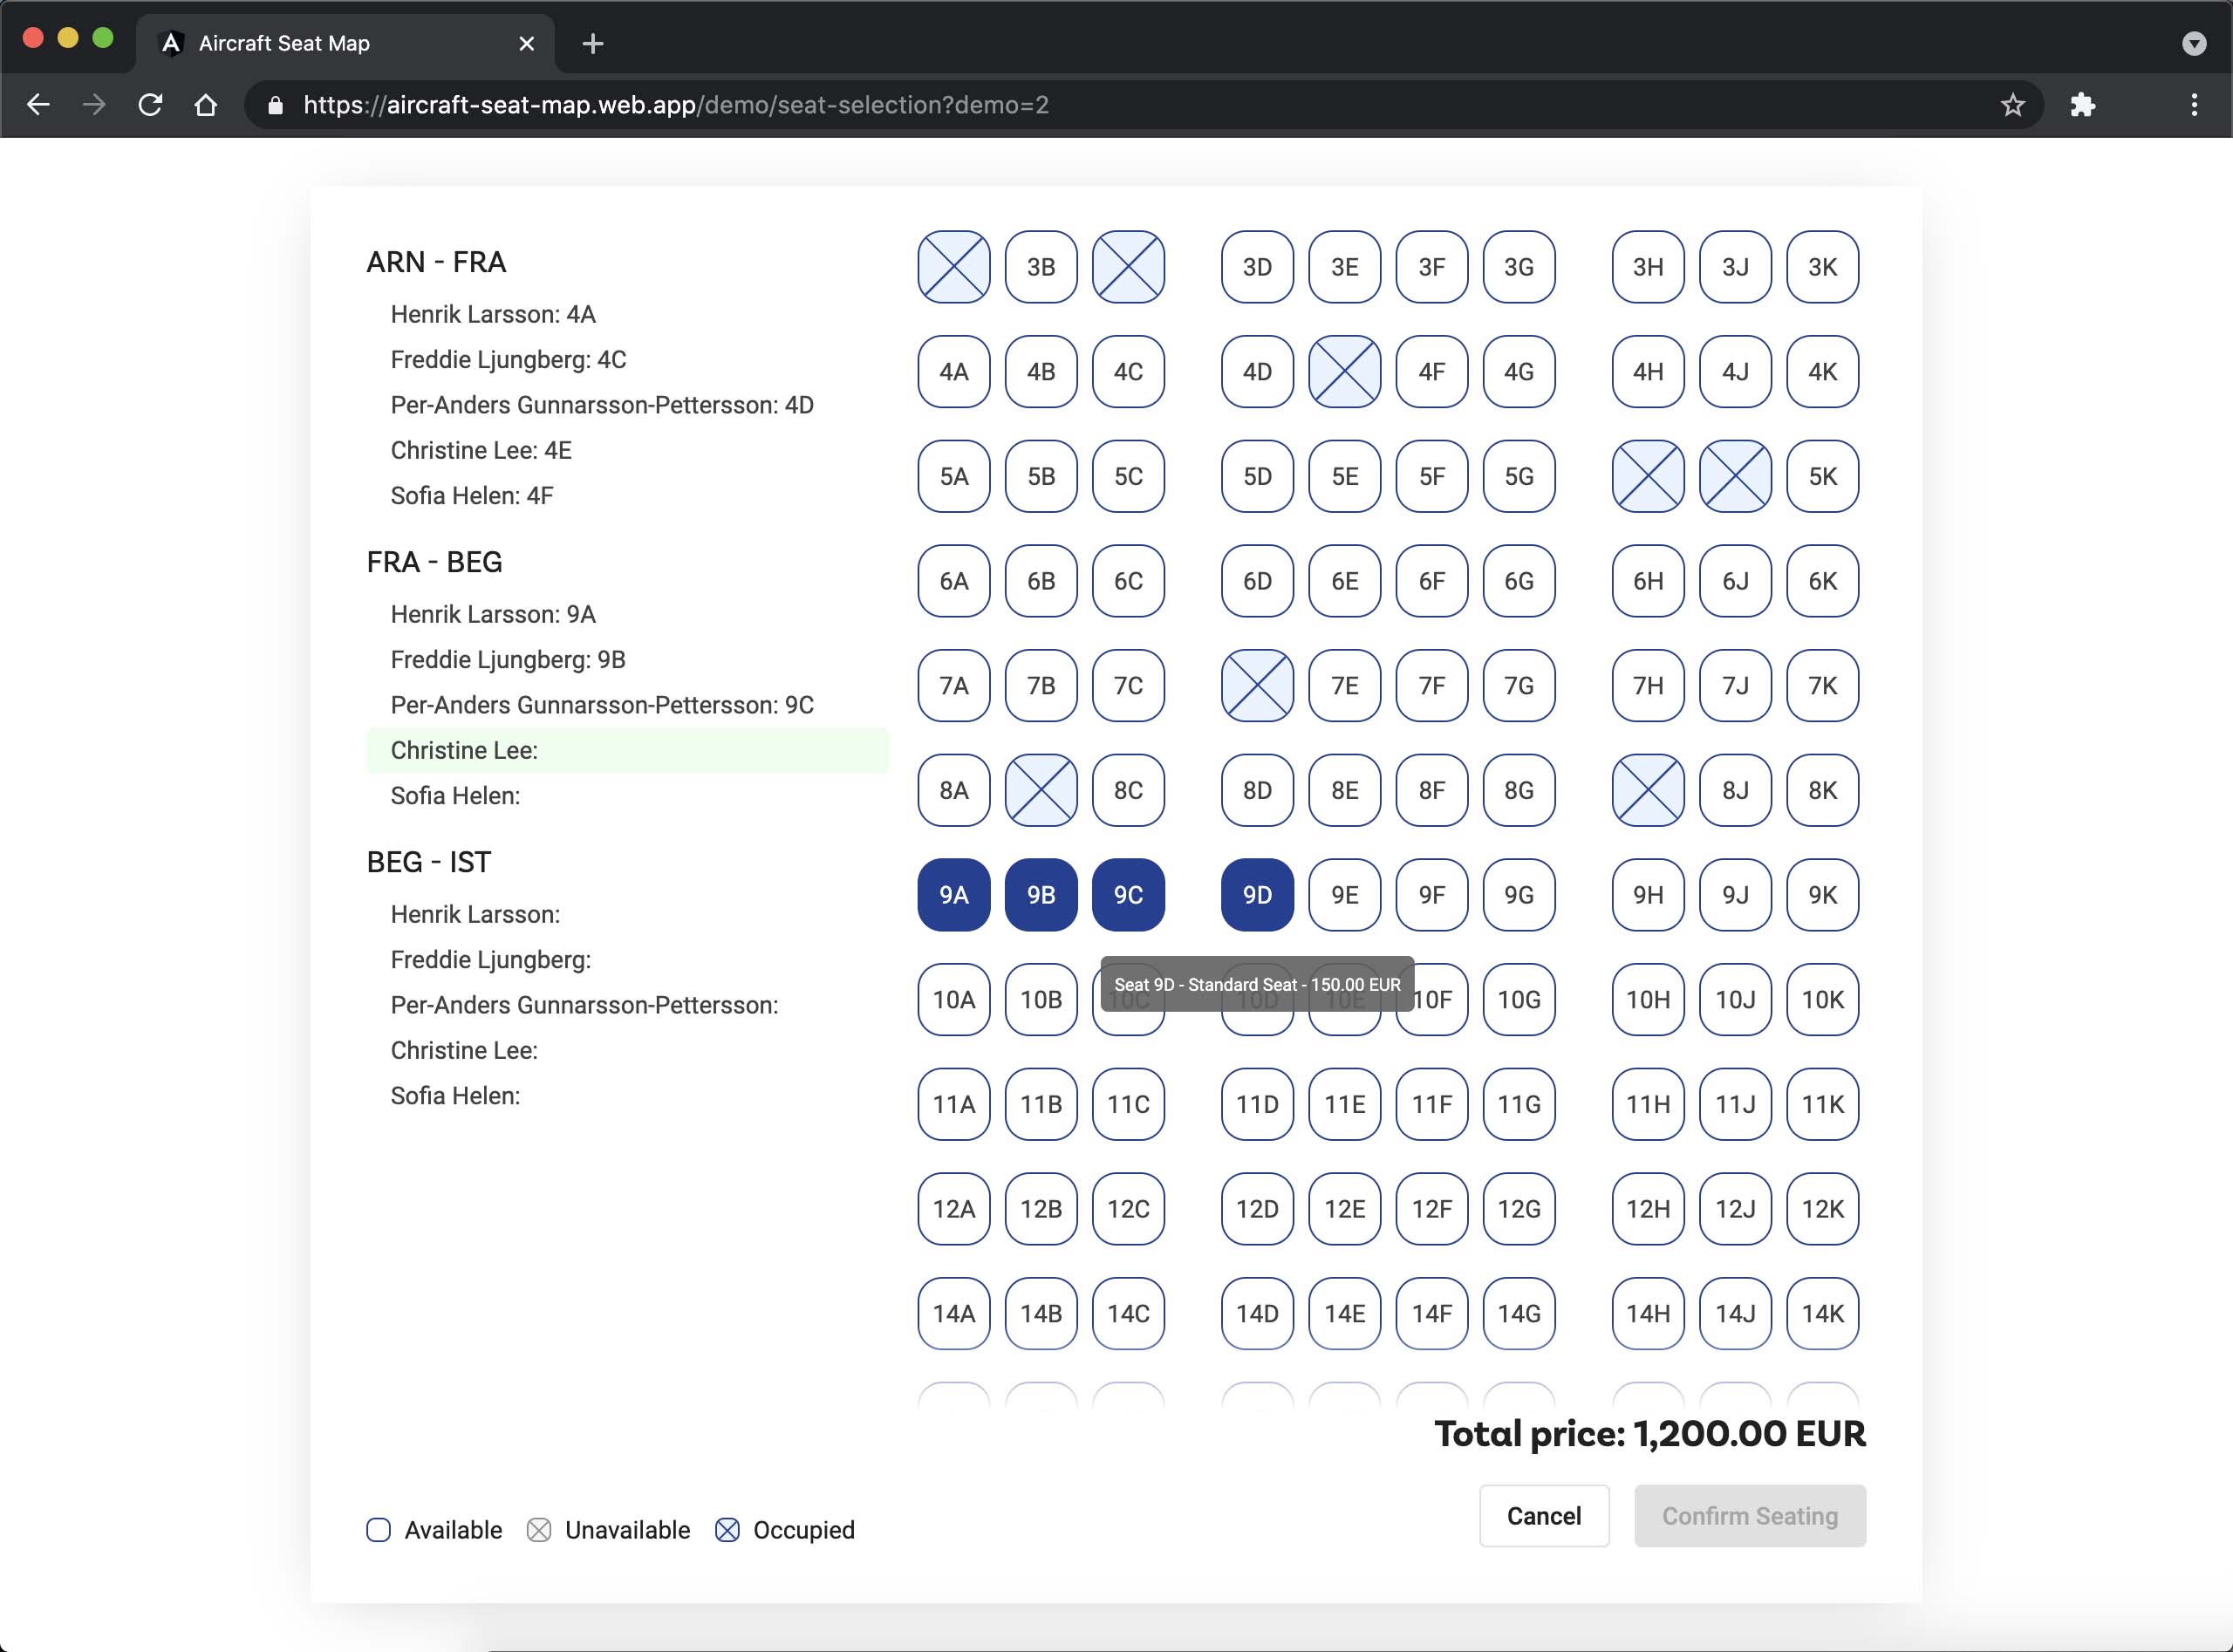 Aircraft Seat Map
https://aircraft-seat-map.web.app/demo/seat-selection?demo=2
ARN - FRA
Henrik Larsson: 4A
Freddie Ljungberg: 4C
Per-Anders Gunnarsson-Pettersson: 4D
Christine Lee: 4E
Sofia Helen: 4F
FRA - BEG
Henrik Larsson: 9A
Freddie Ljungberg: 9B
Per-Anders Gunnarsson-Pettersson: 9C
Christine Lee:
Sofia Helen:
BEG - IST
Henrik Larsson:
Freddie Ljungberg:
Per-Anders Gunnarsson-Pettersson:
Christine Lee:
Sofia Helen:
3B 3D 3E 3F 3G 3H 3J 3K
4A 4B 4C 4D 4F 4G 4H 4J 4K
5A 5B 5C 5D 5E 5F 5G 5K
6A 6B 6C 6D 6E 6F 6G 6H 6J 6K
7A 7B 7C 7E 7F 7G 7H 7J 7K
8A 8C 8D 8E 8F 8G 8J 8K
9A 9B 9C 9D 9E 9F 9G 9H 9J 9K
Seat 9D - Standard Seat - 150.00 EUR
10A 10B 10C 10D 10E 10F 10G 10H 10J 10K
11A 11B 11C 11D 11E 11F 11G 11H 11J 11K
12A 12B 12C 12D 12E 12F 12G 12H 12J 12K
14A 14B 14C 14D 14E 14F 14G 14H 14J 14K
Total price: 1,200.00 EUR
Cancel Confirm Seating
Available Unavailable Occupied